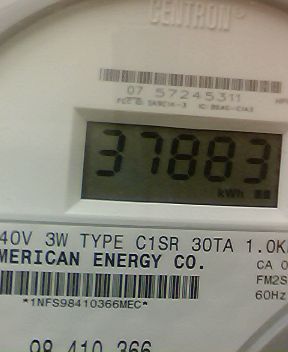 CENTRON®
07 57245311
37883
kWh
40V 3W TYPE C1SR 30TA 1.0K
MERICAN ENERGY CO.
CA 0
FM2S
60Hz
*1NFS98410366MEC*
98 410 366